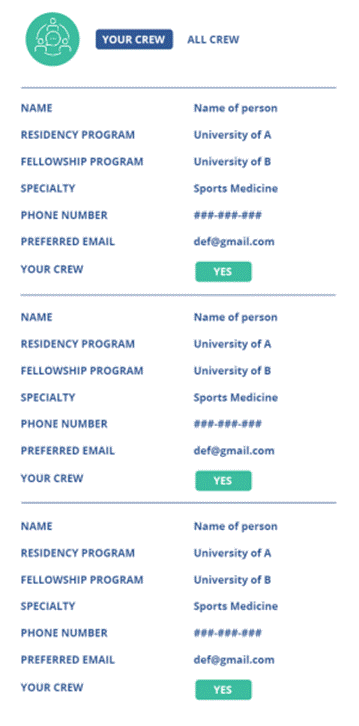 YOUR CREW ALL CREW
NAME Name of person
RESIDENCY PROGRAM University of A
FELLOWSHIP PROGRAM University of B
SPECIALTY Sports Medicine
PHONE NUMBER ###-###-###
PREFERRED EMAIL def@gmail.com
YOUR CREW YES
NAME Name of person
RESIDENCY PROGRAM University of A
FELLOWSHIP PROGRAM University of B
SPECIALTY Sports Medicine
PHONE NUMBER ###-###-###
PREFERRED EMAIL def@gmail.com
YOUR CREW YES
NAME Name of person
RESIDENCY PROGRAM University of A
FELLOWSHIP PROGRAM University of B
SPECIALTY Sports Medicine
PHONE NUMBER ###-###-###
PREFERRED EMAIL def@gmail.com
YOUR CREW YES